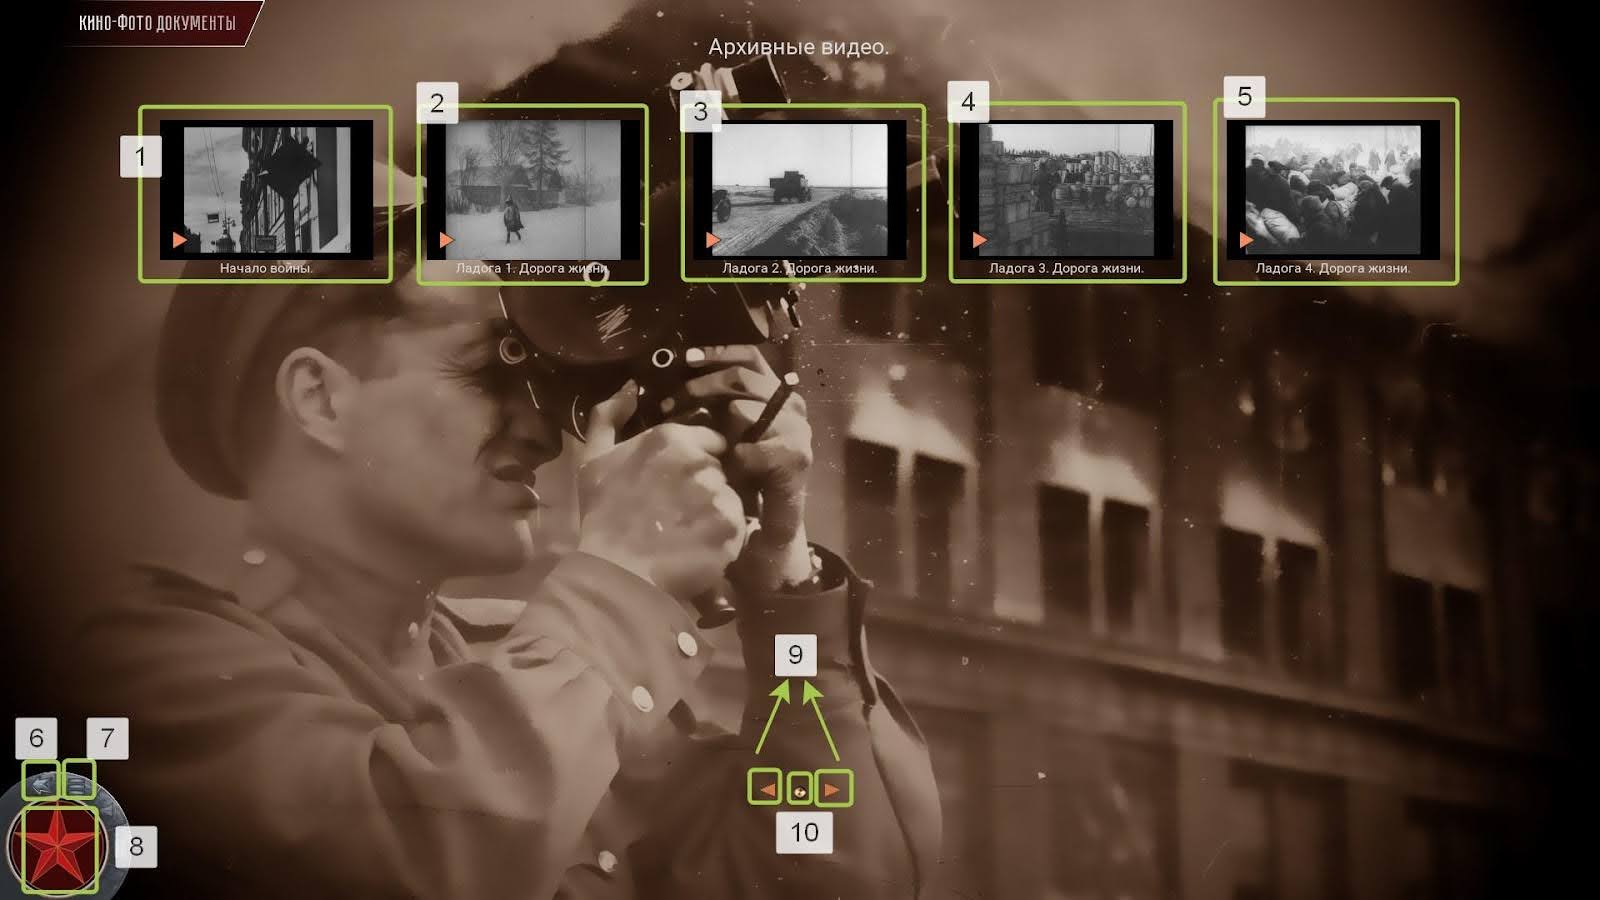 КИНО-ФОТО ДОКУМЕНТЫ
Архивные видео.
1
2
3
4
5
Начало войны.
Ладога 1. Дорога жизни.
Ладога 2. Дорога жизни.
Ладога 3. Дорога жизни.
Ладога 4. Дорога жизни.
9
6
7
8
10